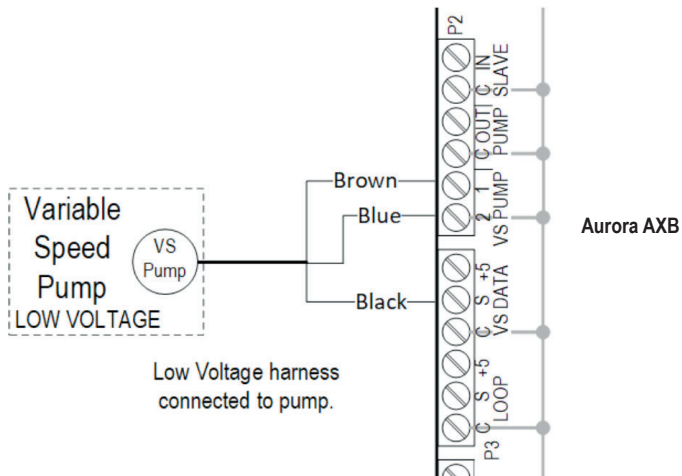 P2
IN
C
SLAVE
OUT
C
PUMP
1
2
VS PUMP
+5
S
C
VS DATA
+5
S
C
LOOP
P3
Brown
Blue
Black
Variable
Speed
Pump
LOW VOLTAGE
VS
Pump
Low Voltage harness
connected to pump.
Aurora AXB